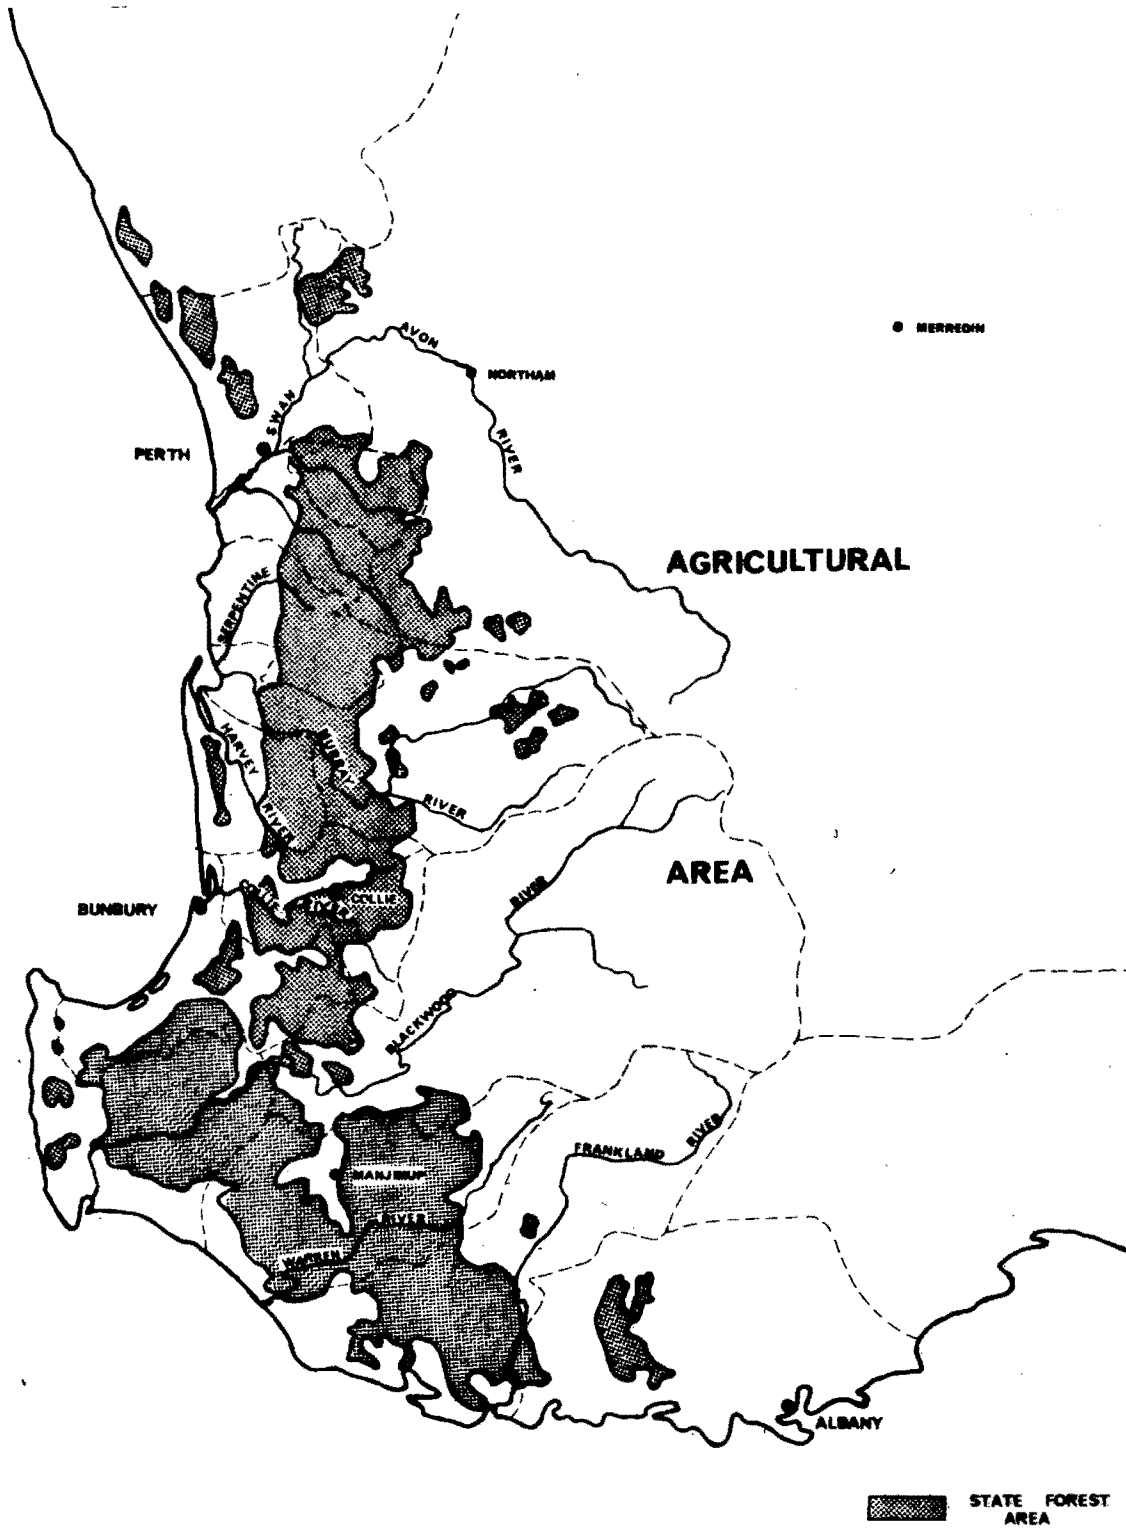 AVON
MERREDIN
NORTHAM
SWAN
PERTH
RIVER
AGRICULTURAL
SERPENTINE
HARVEY
MURRAY
RIVER
RIVER
AREA
RIVER
COLLIE
COLLIE
RIVER
BUNBURY
BLACKWOOD
RIVER
FRANKLAND
MANJIMUP
RIVER
WARREN
ALBANY
STATE FOREST
AREA